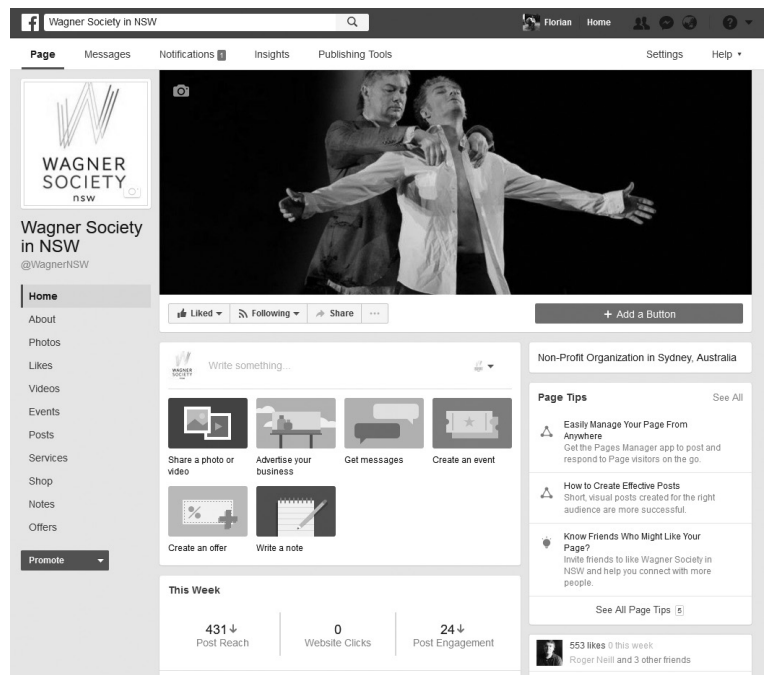 Wagner Society in NSW
Florian Home
Page Messages Notifications 1 Insights Publishing Tools Settings Help
WAGNER
SOCIETY
nsw
Wagner Society
in NSW
@WagnerNSW
Home
About
Photos
Likes
Videos
Events
Posts
Services
Shop
Notes
Offers
Promote
Liked Following Share ...
+ Add a Button
WAGNER
SOCIETY
Write something...
Share a photo or
video
Advertise your
business
Get messages
Create an event
Create an offer
Write a note
This Week
431
Post Reach
0
Website Clicks
24
Post Engagement
Non-Profit Organization in Sydney, Australia
Page Tips See All
Easily Manage Your Page From
Anywhere
Get the Pages Manager app to post and
respond to Page visitors on the go.
How to Create Effective Posts
Short, visual posts created for the right
audience are more successful.
Know Friends Who Might Like Your
Page?
Invite friends to like Wagner Society in
NSW and help you connect with more
people.
See All Page Tips 5
553 likes 0 this week
Roger Neill and 3 other friends